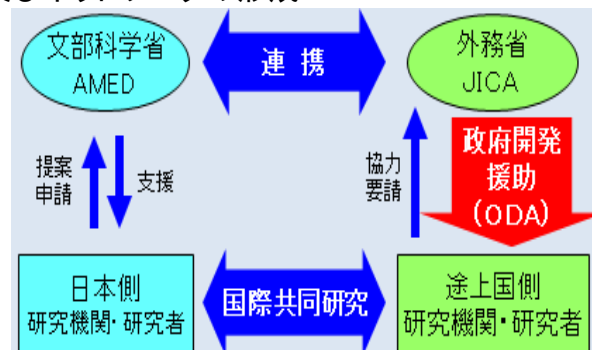 文部科学省
AMED
連 携
外務省
JICA
提案
申請
支援
協力
要請
政府開発
援助
(ODA)
日本側
研究機関・研究者
国際共同研究
途上国側
研究機関・研究者